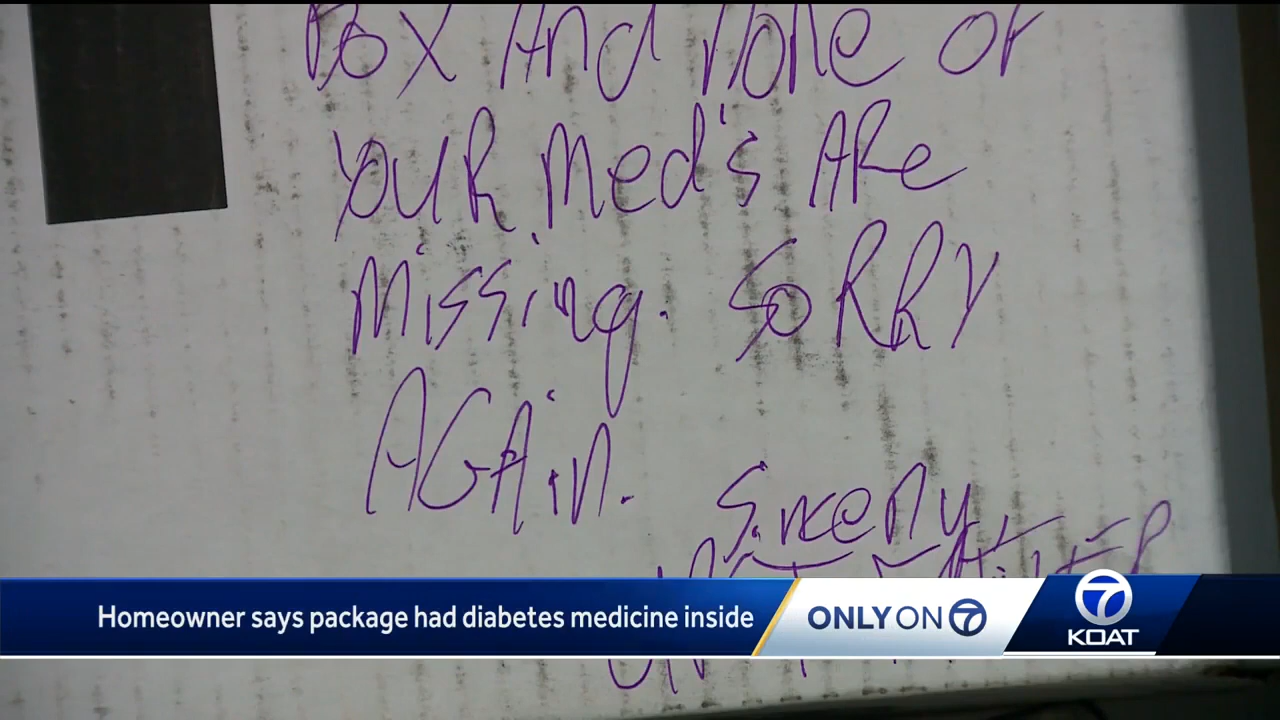 Box And None of
youR Med's ARe
Missing. SoRRy
AGAin.
Sincerly
Homeowner says package had diabetes medicine inside
ONLY ON 7
7
KOAT